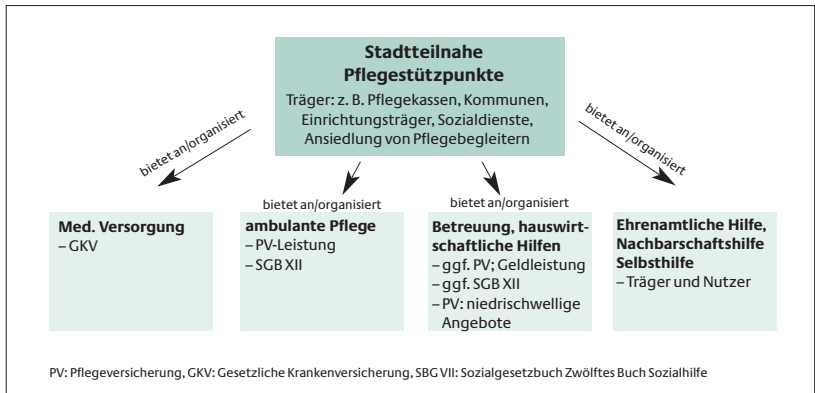 Stadtteilnahe
Pflegestützpunkte
Träger: z. B. Pflegekassen, Kommunen,
Einrichtungsträger, Sozialdienste,
Ansiedlung von Pflegebegleitern
bietet an/organisiert
bietet an/organisiert
bietet an/organisiert
bietet an/organisiert
Med. Versorgung
– GKV
ambulante Pflege
– PV-Leistung
– SGB XII
Betreuung, hauswirt-
schaftliche Hilfen
– ggf. PV; Geldleistung
– ggf. SGB XII
– PV: niedrischwellige
Angebote
Ehrenamtliche Hilfe,
Nachbarschaftshilfe
Selbsthilfe
– Träger und Nutzer
PV: Pflegeversicherung, GKV: Gesetzliche Krankenversicherung, SBG VII: Sozialgesetzbuch Zwölftes Buch Sozialhilfe